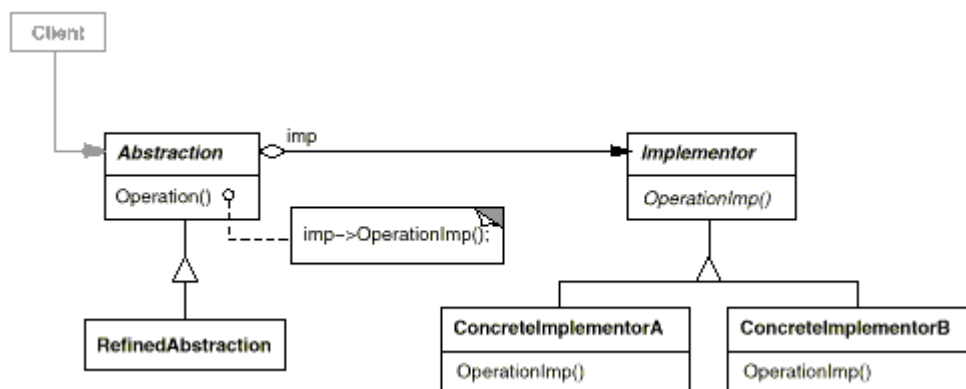 Client
imp
Abstraction
Implementor
Operation()
OperationImp()
imp->OperationImp();
RefinedAbstraction
ConcreteImplementorA
ConcreteImplementorB
OperationImp()
OperationImp()